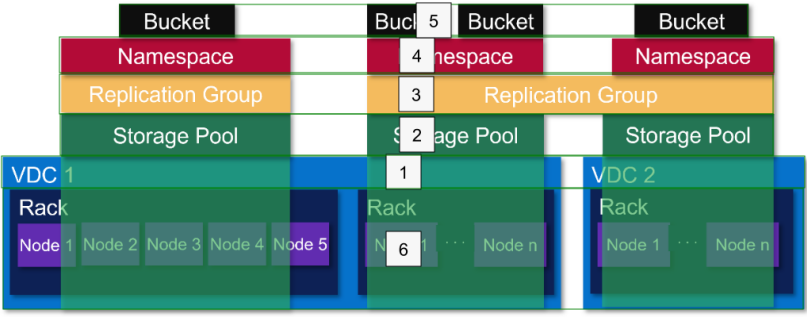 Bucket
Buck 5 Bucket
Bucket
Namespace
4 mespace
Namespace
Replication Group
3 Replication Group
Storage Pool
S 2 age Pool
Storage Pool
VDC 1
1
VDC 2
Rack
Rack
Rack
Node 1 Node 2 Node 3 Node 4 Node 5
6 1 ... Node n
Node 1 ... Node n